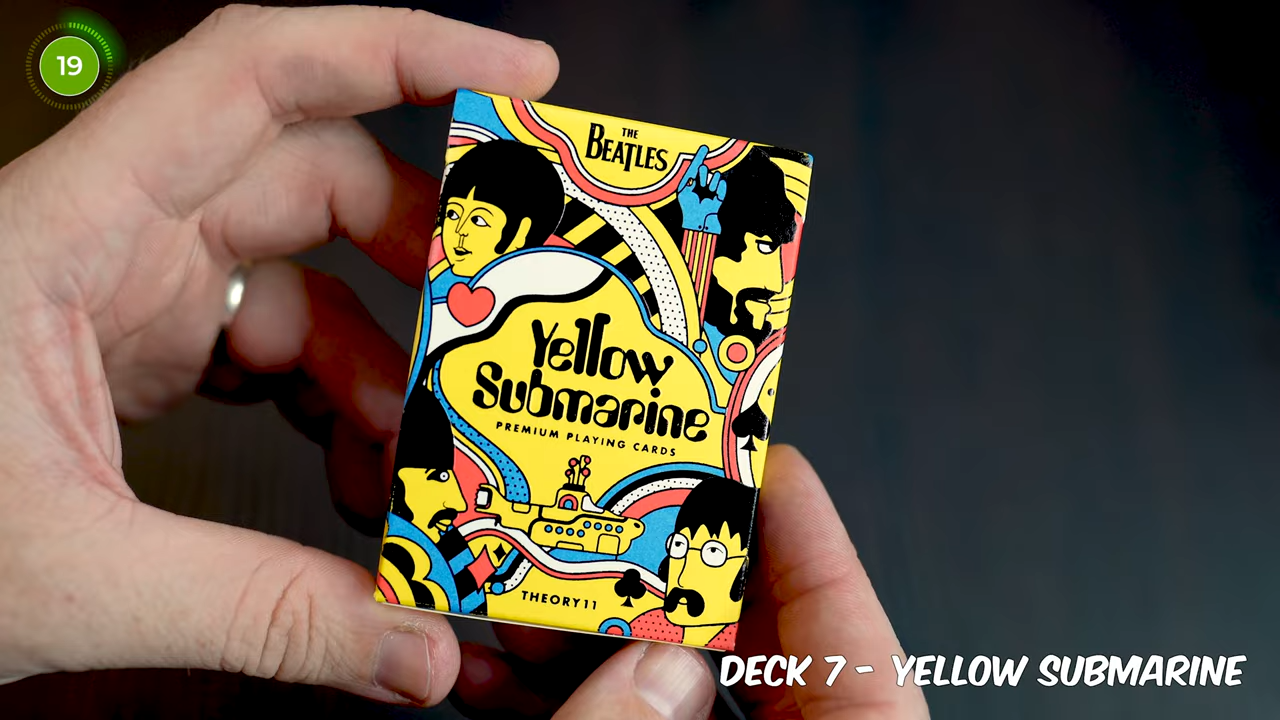 19
THE
BEATLES
Yellow
Submarine
PREMIUM PLAYING CARDS
THEORY11
DECK 7 - YELLOW SUBMARINE